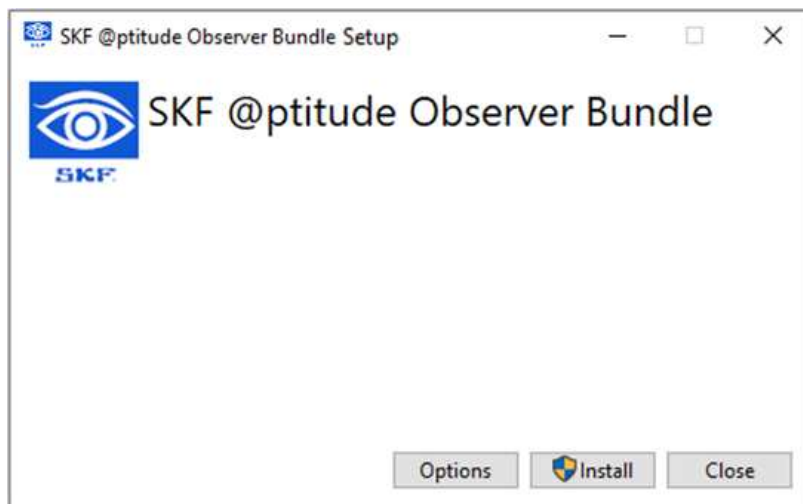 SKF @ptitude Observer Bundle Setup
SKF @ptitude Observer Bundle
SKF
Options Install Close